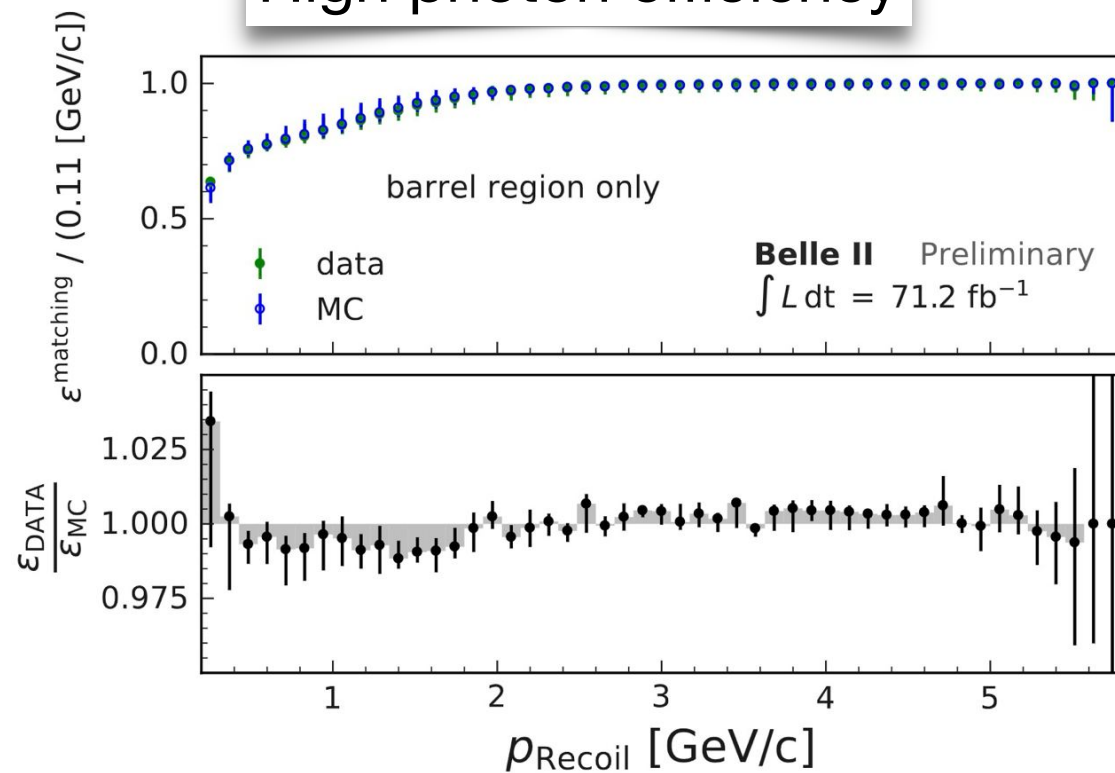 High photon efficiency
ε^matching / (0.11 [GeV/c])
1.0
0.5
0.0
barrel region only
data
MC
Belle II Preliminary
∫ L dt = 71.2 fb⁻¹
ε_DATA
ε_MC
1.025
1.000
0.975
1 2 3 4 5
p_Recoil [GeV/c]